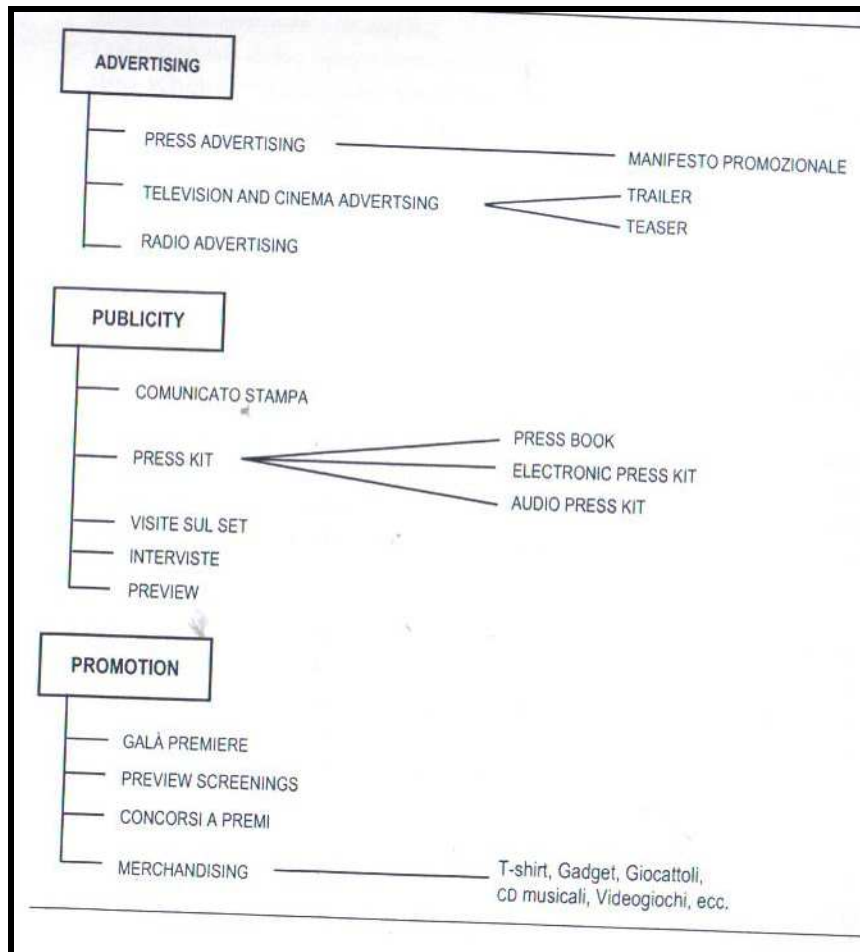 ADVERTISING
PRESS ADVERTISING
MANIFESTO PROMOZIONALE
TELEVISION AND CINEMA ADVERTSING
TRAILER
TEASER
RADIO ADVERTISING
PUBLICITY
COMUNICATO STAMPA
PRESS KIT
PRESS BOOK
ELECTRONIC PRESS KIT
AUDIO PRESS KIT
VISITE SUL SET
INTERVISTE
PREVIEW
PROMOTION
GALÀ PREMIERE
PREVIEW SCREENINGS
CONCORSI A PREMI
MERCHANDISING
T-shirt, Gadget, Giocattoli,
CD musicali, Videogiochi, ecc.